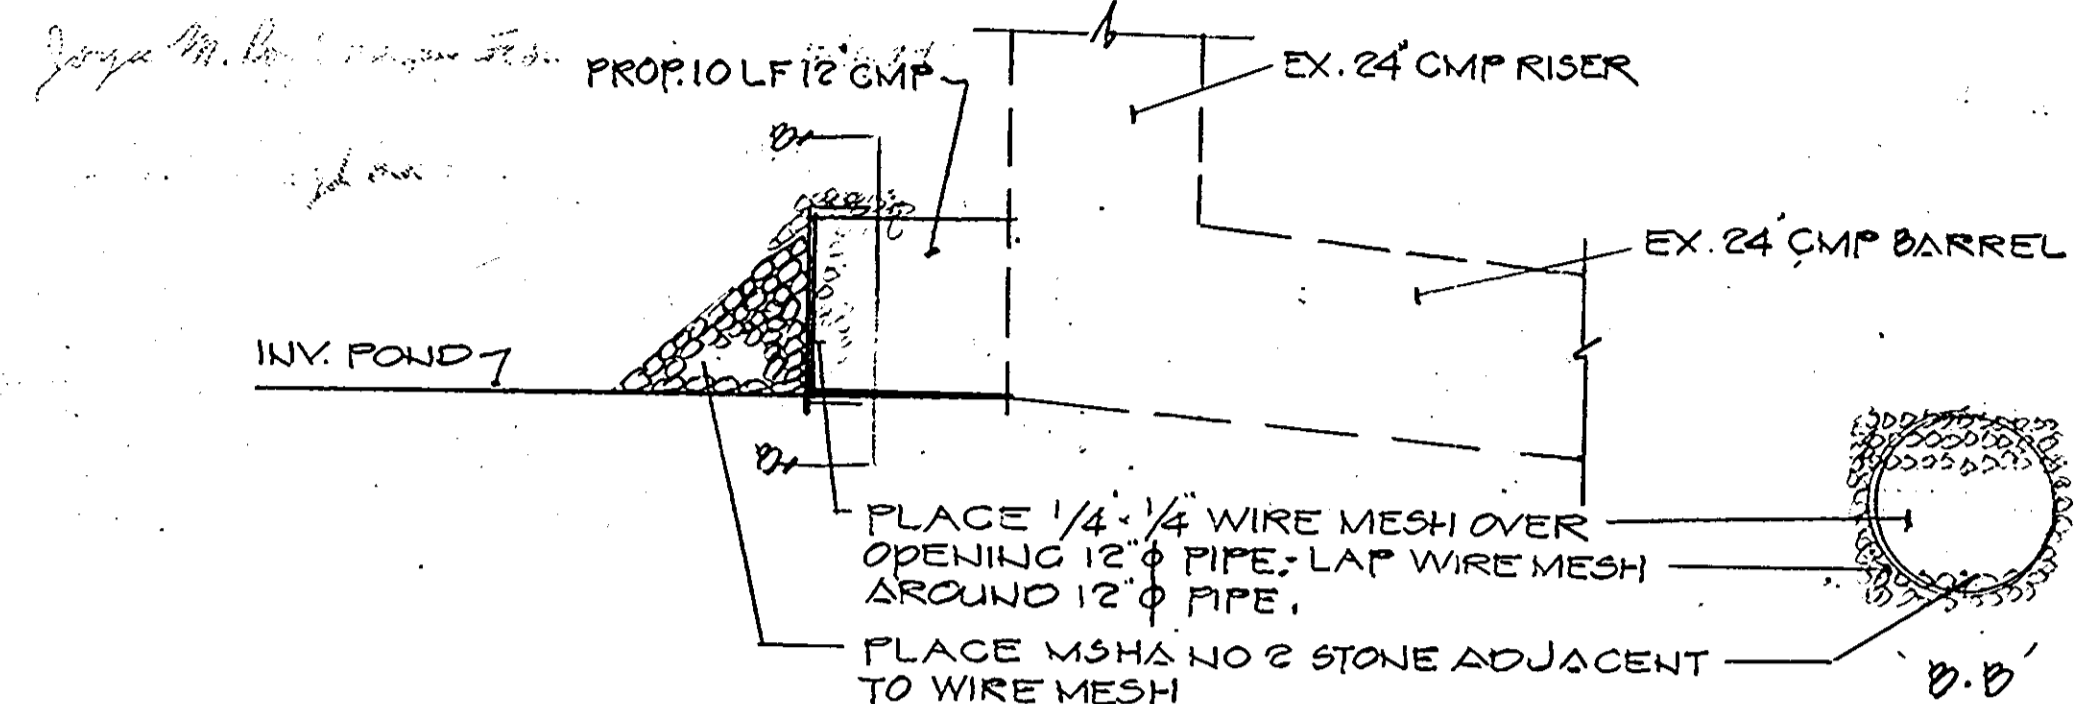 PROP. 10 LF 12" CMP
EX. 24" CMP RISER
B
EX. 24" CMP BARREL
INV. POND
B
PLACE 1/4" x 1/4" WIRE MESH OVER
OPENING 12"ϕ PIPE. - LAP WIRE MESH
AROUND 12"ϕ PIPE.
PLACE MSHA NO 2 STONE ADJACENT
TO WIRE MESH
B-B